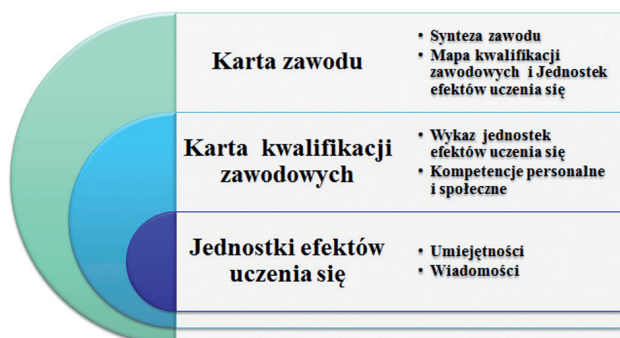 Karta zawodu
• Synteza zawodu
• Mapa kwalifikacji
zawodowych i Jednostek
efektów uczenia się
Karta kwalifikacji
zawodowych
• Wykaz jednostek
efektów uczenia się
• Kompetencje personalne
i społeczne
Jednostki efektów
uczenia się
• Umiejętności
• Wiadomości